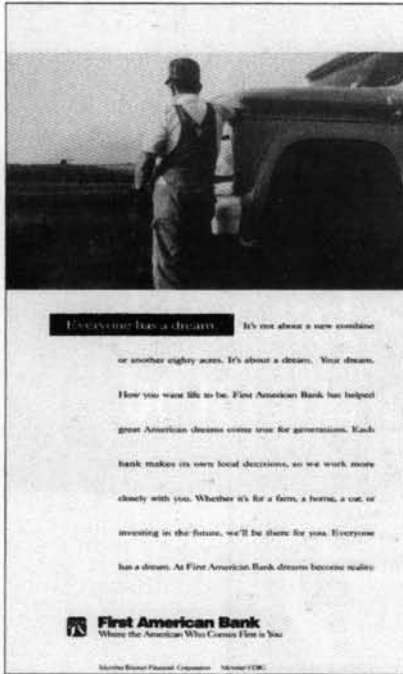 Everyone has a dream. It's not about a new combine
or another eighty acres. It's about a dream. Your dream.
How you want life to be. First American Bank has helped
great American dreams come true for generations. Each
bank makes its own local decisions, so we work more
closely with you. Whether it's for a farm, a home, a car, or
investing in the future, we'll be there for you. Everyone
has a dream. At First American Bank dreams become reality.
First American Bank
Where the American Who Comes First is You
Member Financial Corporation Member FDIC